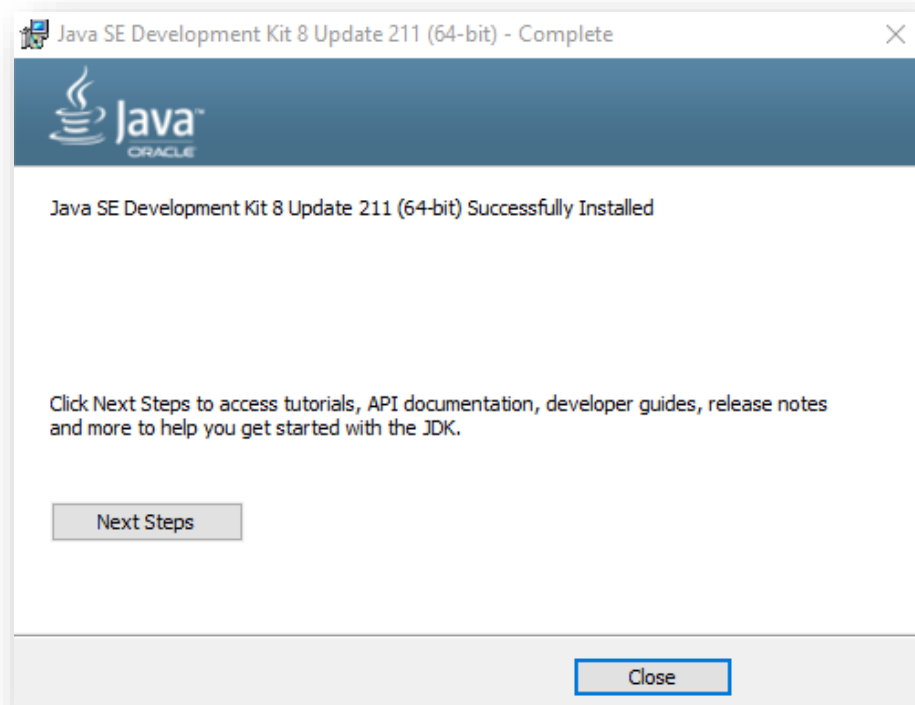 Java SE Development Kit 8 Update 211 (64-bit) - Complete
Java™
ORACLE
Java SE Development Kit 8 Update 211 (64-bit) Successfully Installed
Click Next Steps to access tutorials, API documentation, developer guides, release notes
and more to help you get started with the JDK.
Next Steps
Close